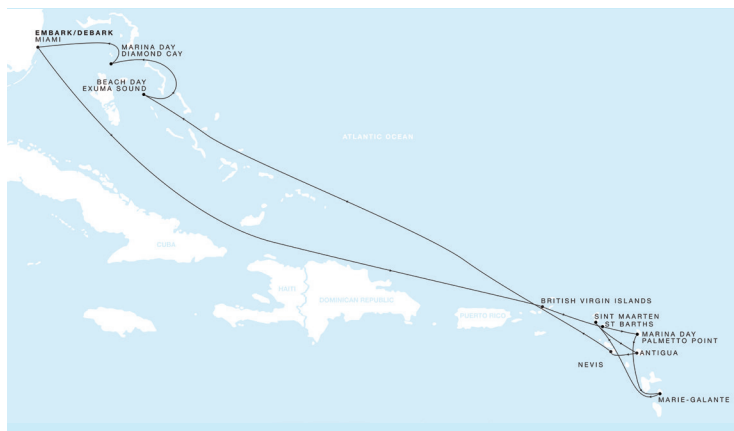 EMBARK/DEBARK
MIAMI
MARINA DAY
DIAMOND CAY
BEACH DAY
EXUMA SOUND
ATLANTIC OCEAN
CUBA
HAITI
DOMINICAN REPUBLIC
PUERTO RICO
BRITISH VIRGIN ISLANDS
SINT MAARTEN
ST BARTHS
MARINA DAY
PALMETTO POINT
ANTIGUA
NEVIS
MARIE-GALANTE